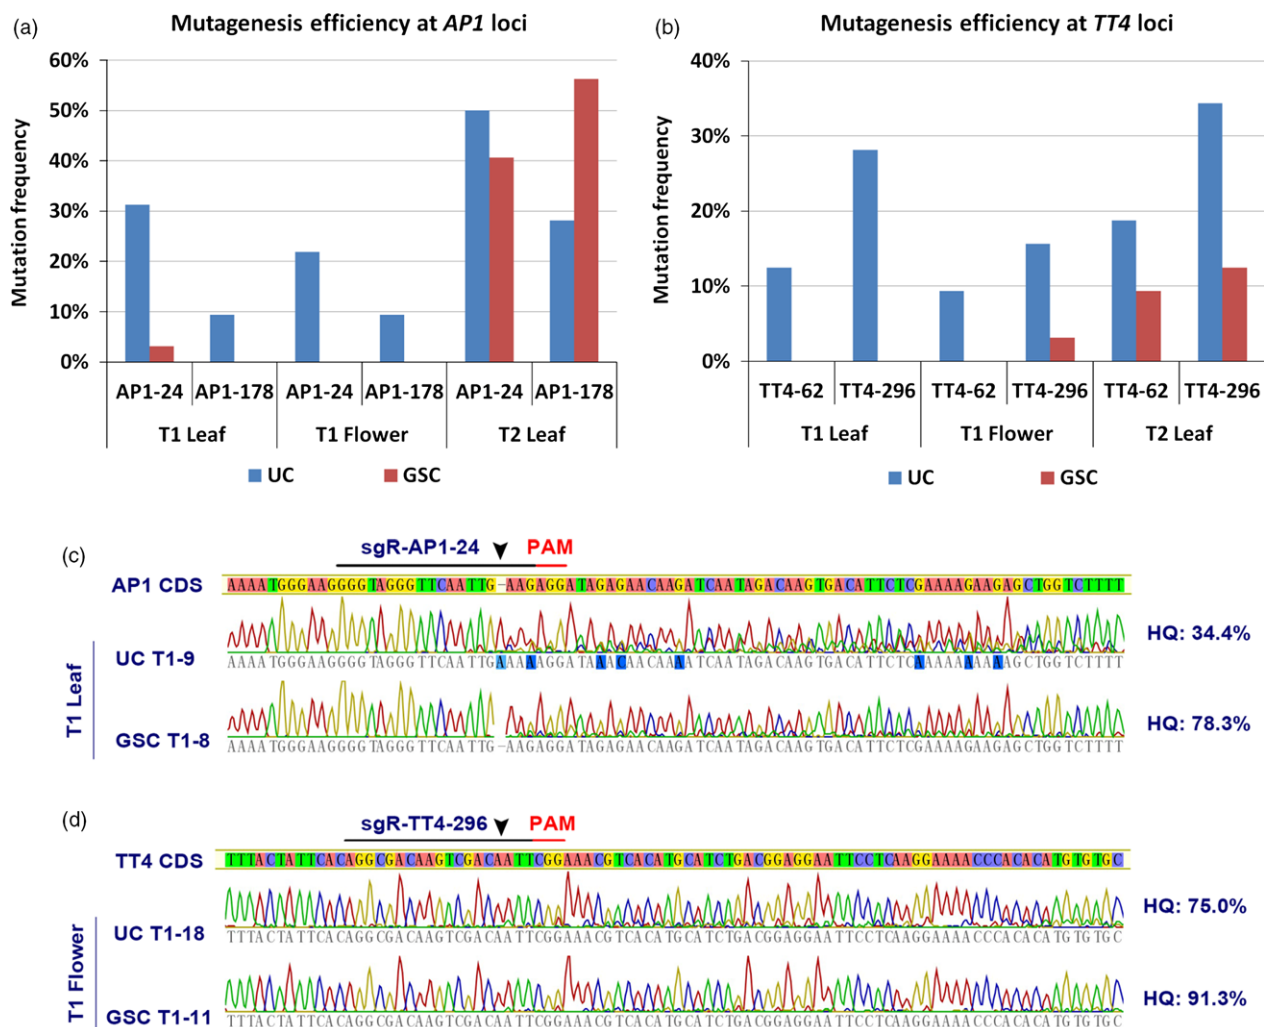 (a)
Mutagenesis efficiency at AP1 loci
Mutation frequency
60%
50%
40%
30%
20%
10%
0%
AP1-24 AP1-178 AP1-24 AP1-178 AP1-24 AP1-178
T1 Leaf T1 Flower T2 Leaf
UC GSC
(b)
Mutagenesis efficiency at TT4 loci
Mutation frequency
40%
30%
20%
10%
0%
TT4-62 TT4-296 TT4-62 TT4-296 TT4-62 TT4-296
T1 Leaf T1 Flower T2 Leaf
UC GSC
(c)
sgR-AP1-24 PAM
AP1 CDS AAAATGGGAAGGGGTAGGGTTCAATTG-AAGAGGATAGAGAACAAGATCAATAGACAAGTGACATTCTCGAAAAGAAGAGCTGGTCTTTT
T1 Leaf
UC T1-9 HQ: 34.4%
AAAATGGGAAGGGGTAGGGTTCAATTGAAAAAGGATAAACAACAAAATCAATAGACAAGTGACATTCTCAAAAAAAAAGCTGGTCTTTT
GSC T1-8 HQ: 78.3%
AAAATGGGAAGGGGTAGGGTTCAATTG-AAGAGGATAGAGAACAAGATCAATAGACAAGTGACATTCTCGAAAAGAAGAGCTGGTCTTTT
(d)
sgR-TT4-296 PAM
TT4 CDS TTTACTATTCACAGGCGACAAGTCGACAATTCGGAAACGTCACATGCATCTGACGGAGGAATTCCTCAAGGAAAACCCACACATGTGTGC
T1 Flower
UC T1-18 HQ: 75.0%
TTTACTATTCACAGGCGACAAGTCGACAATTCGGAAACGTCACATGCATCTGACGGAGGAATTCCTCAAGGAAAACCCACACATGTGTGC
GSC T1-11 HQ: 91.3%
TTTACTATTCACAGGCGACAAGTCGACAATTCGGAAACGTCACATGCATCTGACGGAGGAATTCCTCAAGGAAAACCCACACATGTGTGC